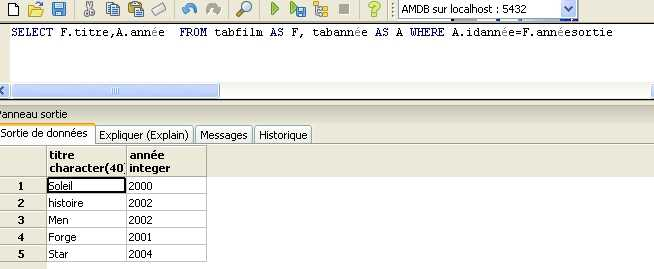 AMDB sur localhost : 5432
SELECT F.titre,A.année  FROM tabfilm AS F, tabannée AS A WHERE A.idannée=F.annéesortie
Panneau sortie
Sortie de données Expliquer (Explain) Messages Historique
titre année
character(40) integer
1 Soleil 2000
2 histoire 2002
3 Men 2002
4 Forge 2001
5 Star 2004